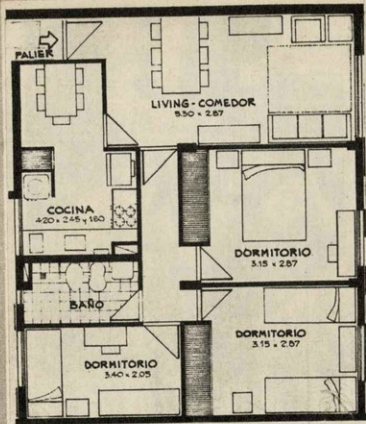 PALIER
LIVING-COMEDOR
5.30 x 2.87
COCINA
4.20 x 2.45 y 1.60
DORMITORIO
3.15 x 2.87
BAÑO
DORMITORIO
3.15 x 2.87
DORMITORIO
3.40 x 2.05